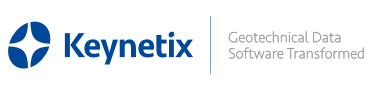 Keynetix
Geotechnical Data
Software Transformed